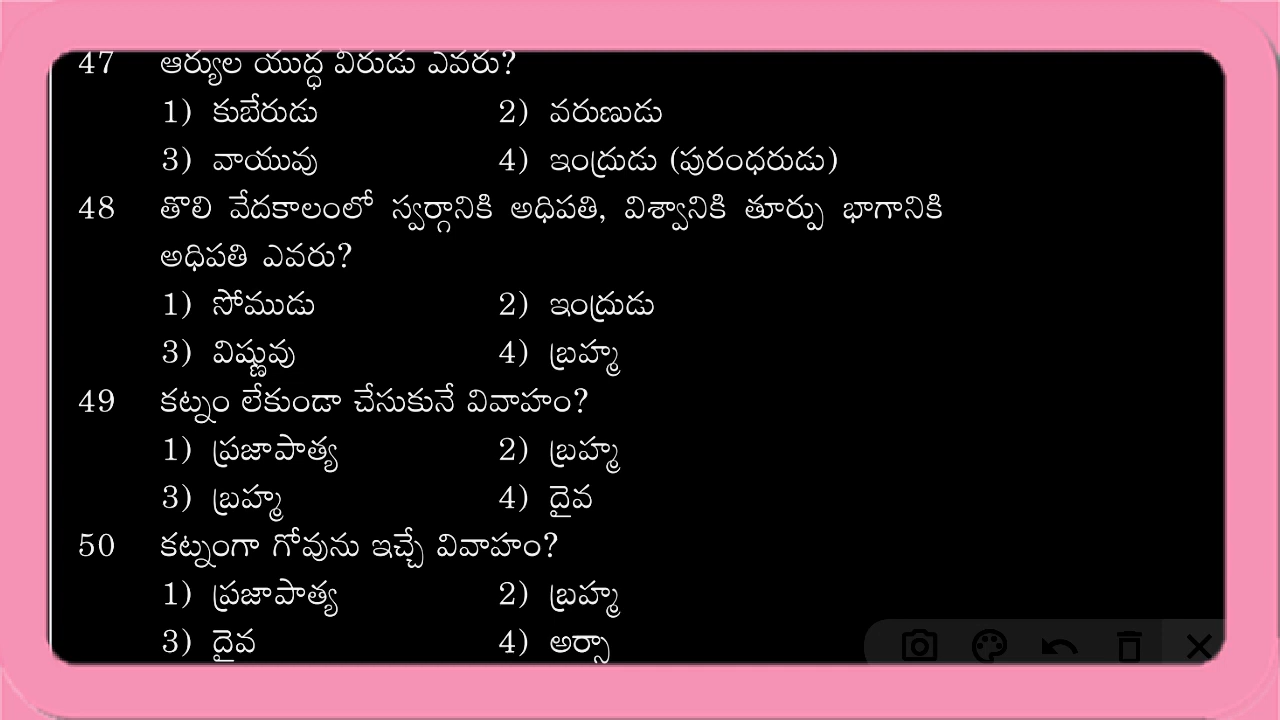 47 ఆర్యుల యుద్ధ వీరుడు ఎవరు?
1) కుబేరుడు 2) వరుణుడు
3) వాయువు 4) ఇంద్రుడు (పురంధరుడు)
48 తొలి వేదకాలంలో స్వర్గానికి అధిపతి, విశ్వానికి తూర్పు భాగానికి
అధిపతి ఎవరు?
1) సోముడు 2) ఇంద్రుడు
3) విష్ణువు 4) బ్రహ్మ
49 కట్నం లేకుండా చేసుకునే వివాహం?
1) ప్రజాపాత్య 2) బ్రహ్మ
3) బ్రహ్మ 4) దైవ
50 కట్నంగా గోవును ఇచ్చే వివాహం?
1) ప్రజాపాత్య 2) బ్రహ్మ
3) దైవ 4) అర్సా